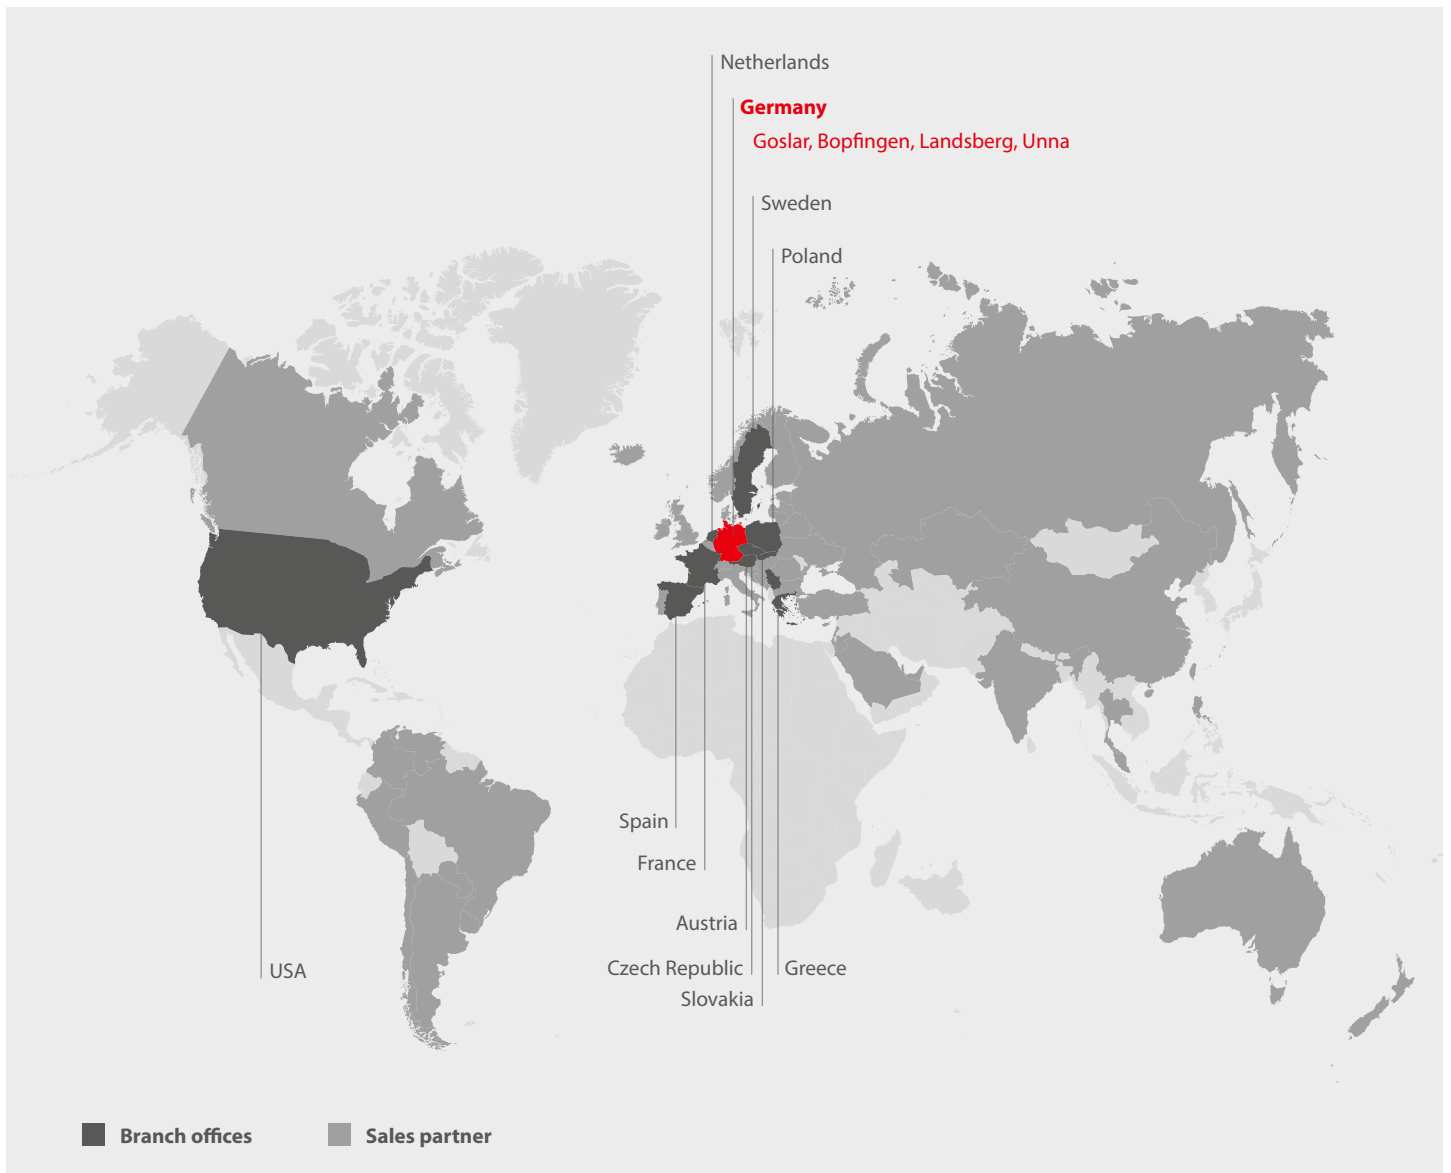 Netherlands
Germany
Goslar, Bopfingen, Landsberg, Unna
Sweden
Poland
Spain
France
Austria
Czech Republic
Greece
USA
Slovakia
Branch offices
Sales partner